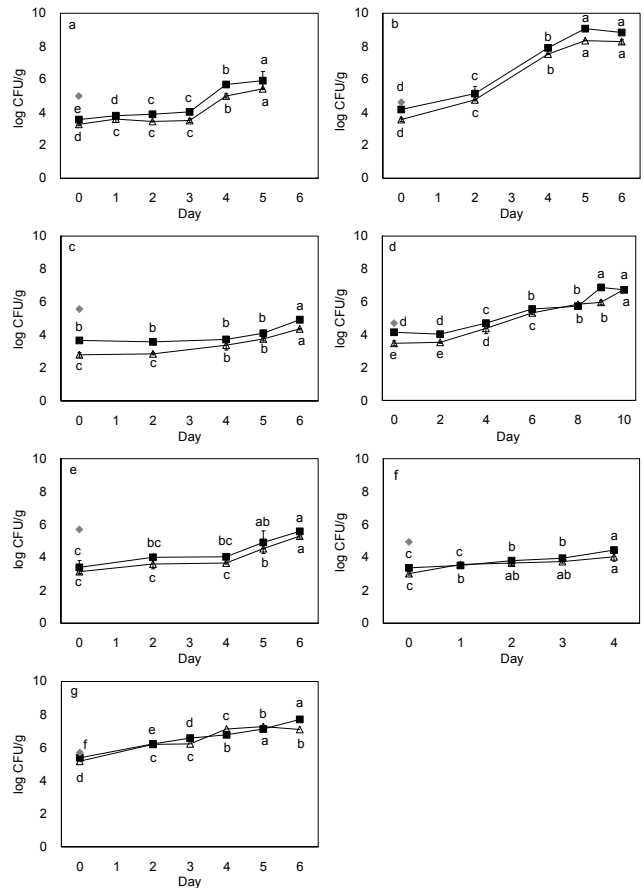 a
10
8
6
4
2
0
log CFU/g
e d c c b a
d c c c b a
0 1 2 3 4 5 6
Day
b
10
8
6
4
2
0
log CFU/g
d c b a a
d c b a a
0 1 2 3 4 5 6
Day
c
10
8
6
4
2
0
log CFU/g
b b b b a
c c b b a
0 1 2 3 4 5 6
Day
d
10
8
6
4
2
0
log CFU/g
d d c b b a a
e e d c b b a
0 2 4 6 8 10
Day
e
10
8
6
4
2
0
log CFU/g
c bc bc ab a
c c c b a
0 1 2 3 4 5 6
Day
f
10
8
6
4
2
0
log CFU/g
c c b b a
c b ab ab a
0 1 2 3 4
Day
g
10
8
6
4
2
0
log CFU/g
f e d c b a
d c c b a b
0 1 2 3 4 5 6
Day